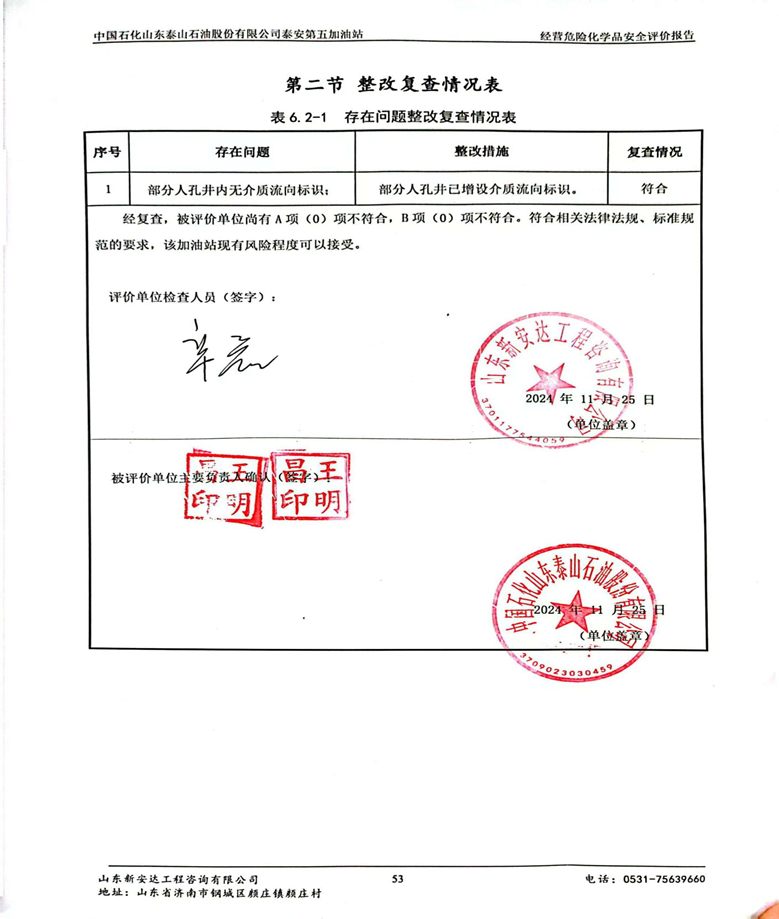 中国石化山东泰山石油股份有限公司泰安第五加油站 经营危险化学品安全评价报告
第二节 整改复查情况表
表 6.2-1 存在问题整改复查情况表
序号 存在问题 整改措施 复查情况
1 部分人孔井内无介质流向标识； 部分人孔井已增设介质流向标识。 符合
经复查，被评价单位尚有 A 项（0）项不符合，B 项（0）项不符合。符合相关法律法规、标准规
范的要求，该加油站现有风险程度可以接受。
评价单位检查人员（签字）：
山东新安达工程咨询有限公司
2024 年 11 月 25 日
（单位盖章）
3701177544059
被评价单位主要负责人确认（签字）：
王明昌印
王明昌印
中国石化山东泰山石油股份有限公司
2024 年 11 月 25 日
（单位盖章）
3709023030459
山东新安达工程咨询有限公司 53 电话：0531-75639660
地址：山东省济南市钢城区颜庄镇颜庄村